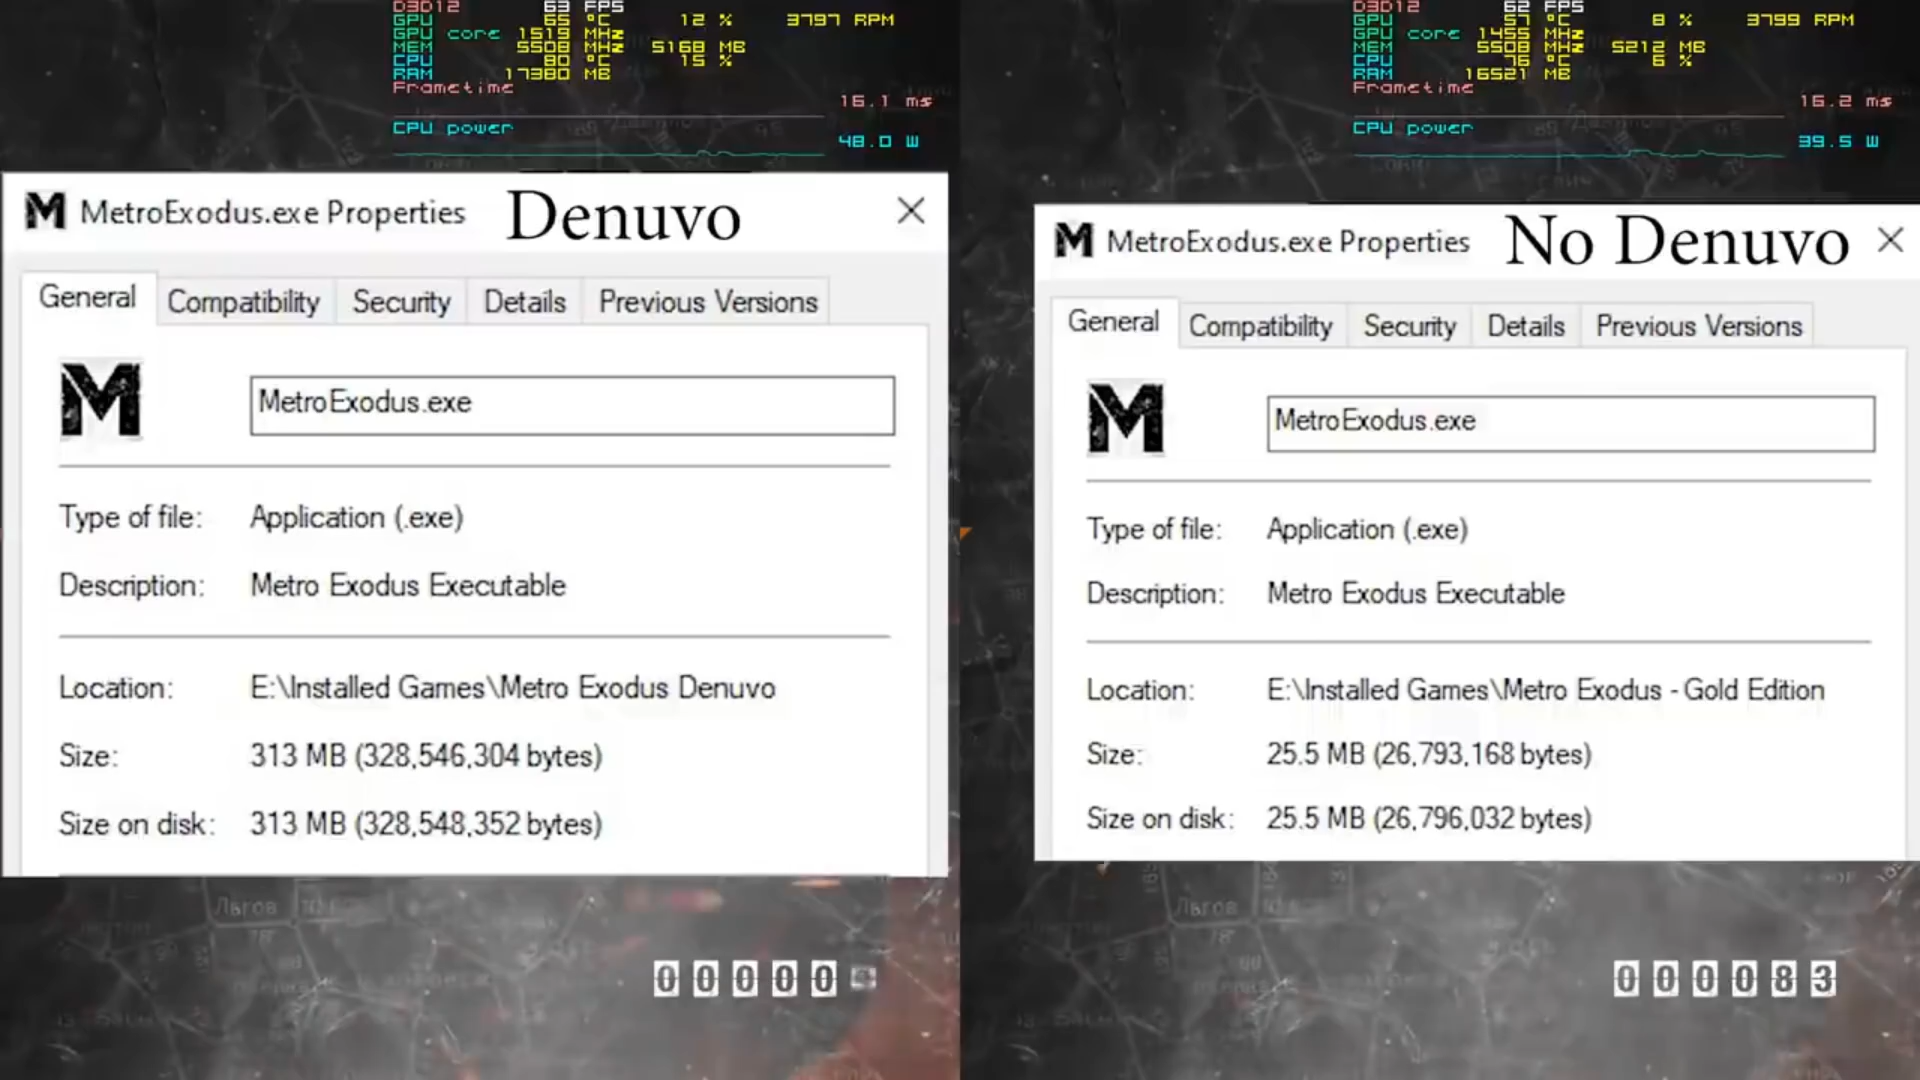 D3D12 63 FPS
GPU 65 °C 12 % 3797 RPM
GPU core 1519 MHz
MEM 5508 MHz 5168 MB
CPU 80 °C 15 %
RAM 17380 MB
Frametime
16.1 ms
CPU power
48.0 W
MetroExodus.exe Properties Denuvo
General Compatibility Security Details Previous Versions
MetroExodus.exe
Type of file: Application (.exe)
Description: Metro Exodus Executable
Location: E:\Installed Games\Metro Exodus Denuvo
Size: 313 MB (328,546,304 bytes)
Size on disk: 313 MB (328,548,352 bytes)
Льгов
00000
D3D12 62 FPS
GPU 57 °C 8 % 3799 RPM
GPU core 1455 MHz
MEM 5508 MHz 5212 MB
CPU 76 °C 6 %
RAM 16521 MB
Frametime
16.2 ms
CPU power
39.5 W
MetroExodus.exe Properties No Denuvo
General Compatibility Security Details Previous Versions
MetroExodus.exe
Type of file: Application (.exe)
Description: Metro Exodus Executable
Location: E:\Installed Games\Metro Exodus - Gold Edition
Size: 25.5 MB (26,793,168 bytes)
Size on disk: 25.5 MB (26,796,032 bytes)
Льгов
000083